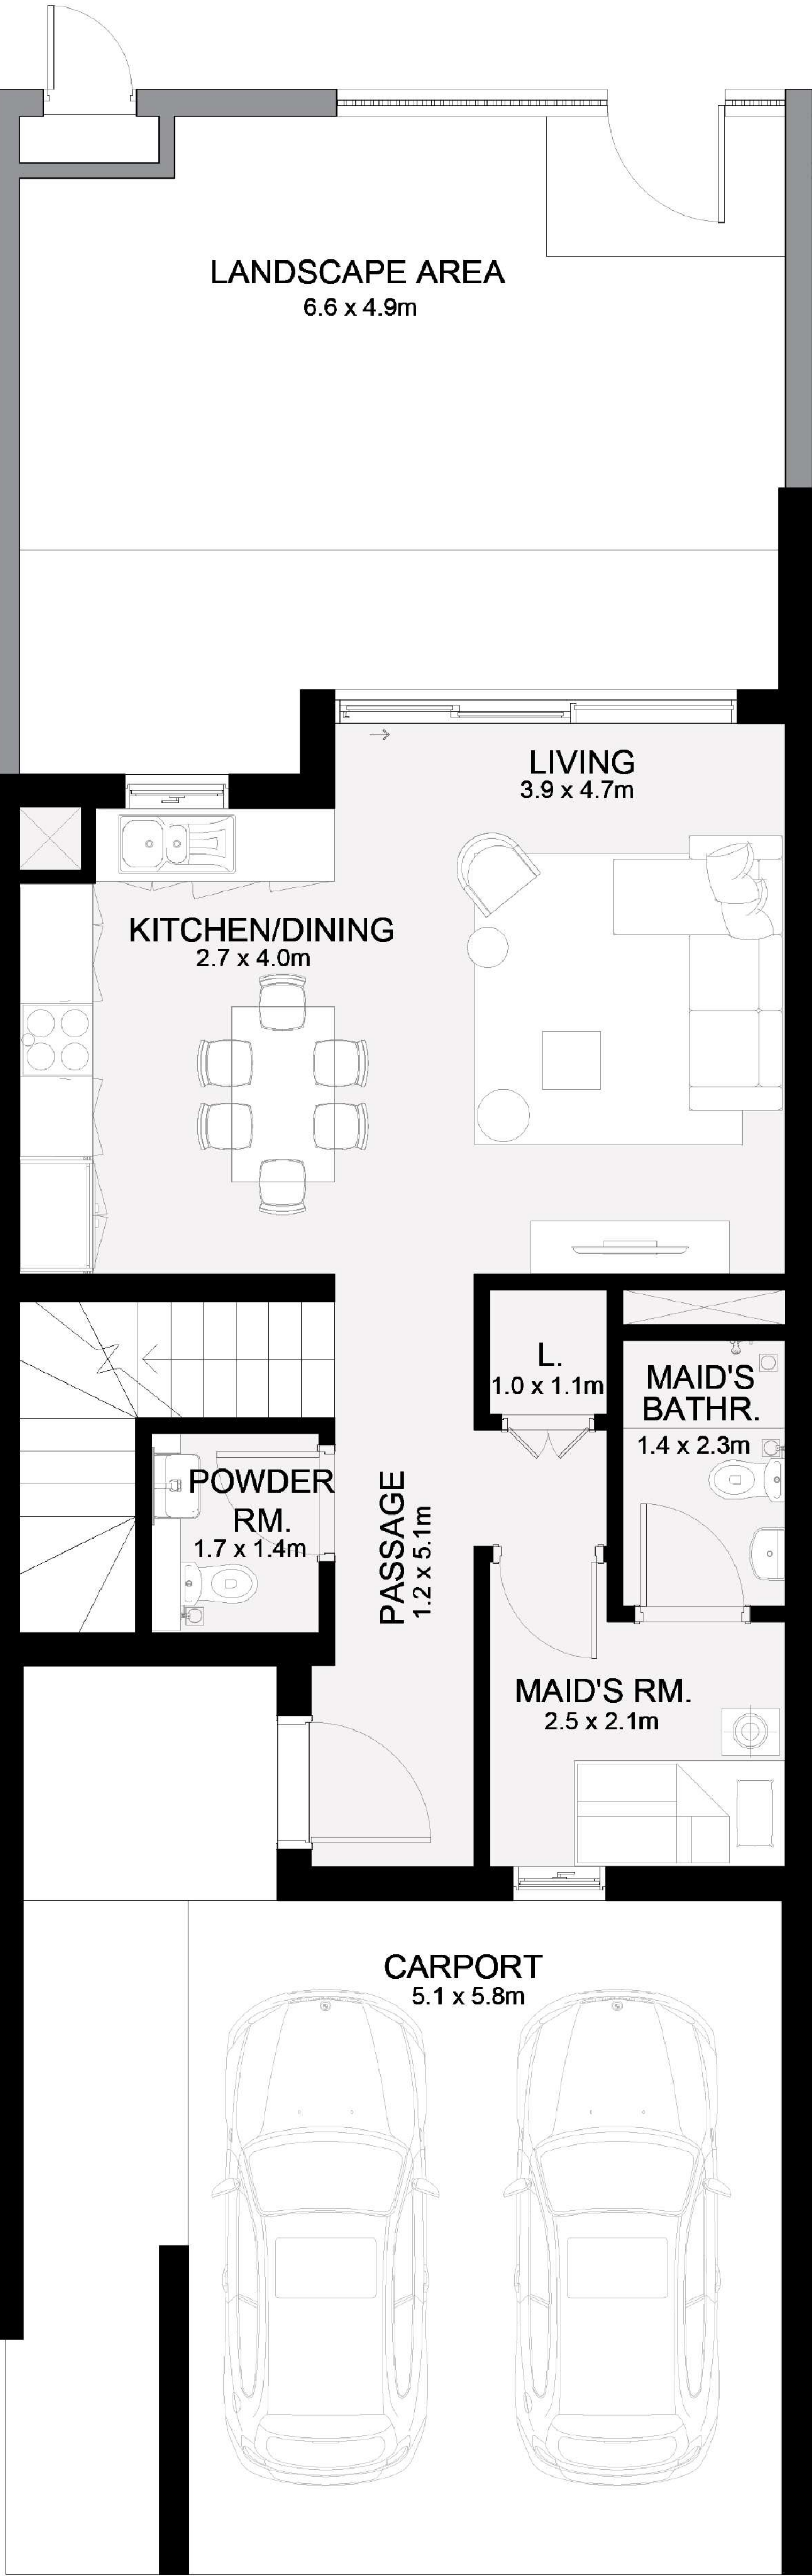 LANDSCAPE AREA
6.6 x 4.9m
LIVING
3.9 x 4.7m
KITCHEN/DINING
2.7 x 4.0m
L.
1.0 x 1.1m
MAID'S
BATHR.
1.4 x 2.3m
POWDER
RM.
1.7 x 1.4m
PASSAGE
1.2 x 5.1m
MAID'S RM.
2.5 x 2.1m
CARPORT
5.1 x 5.8m